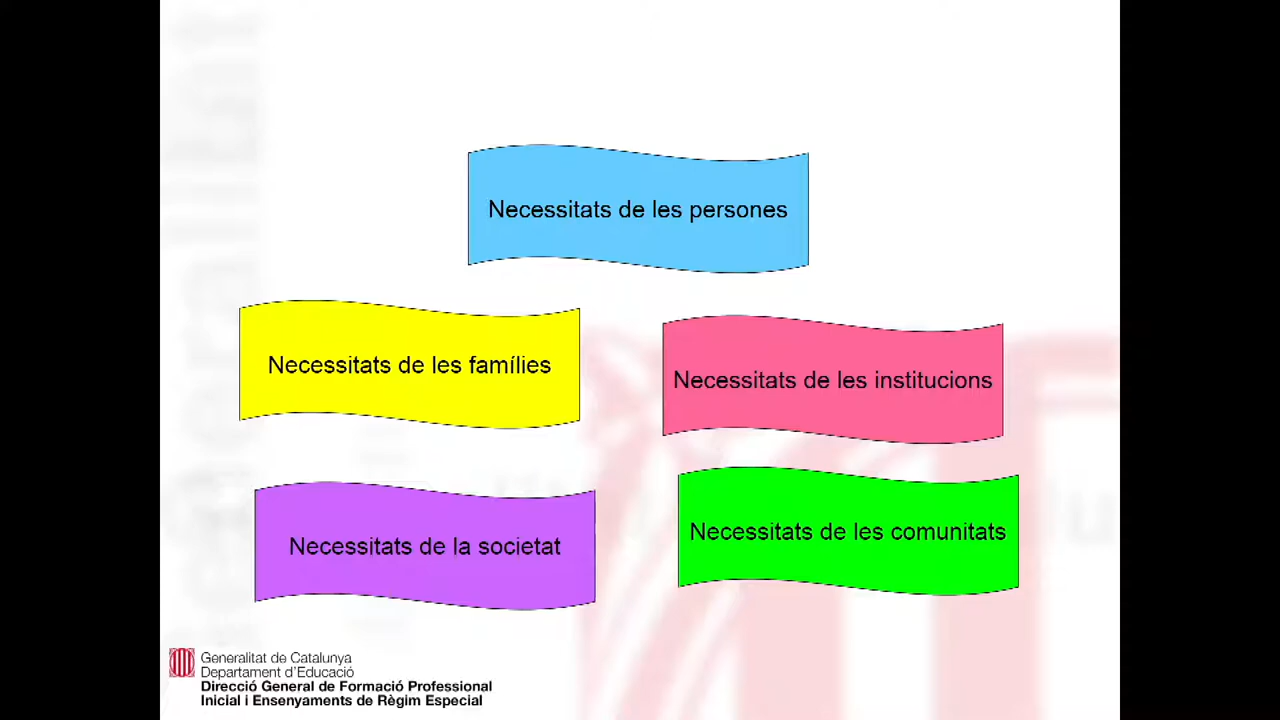 Necessitats de les persones
Necessitats de les famílies
Necessitats de les institucions
Necessitats de la societat
Necessitats de les comunitats
Generalitat de Catalunya
Departament d'Educació
Direcció General de Formació Professional
Inicial i Ensenyaments de Règim Especial